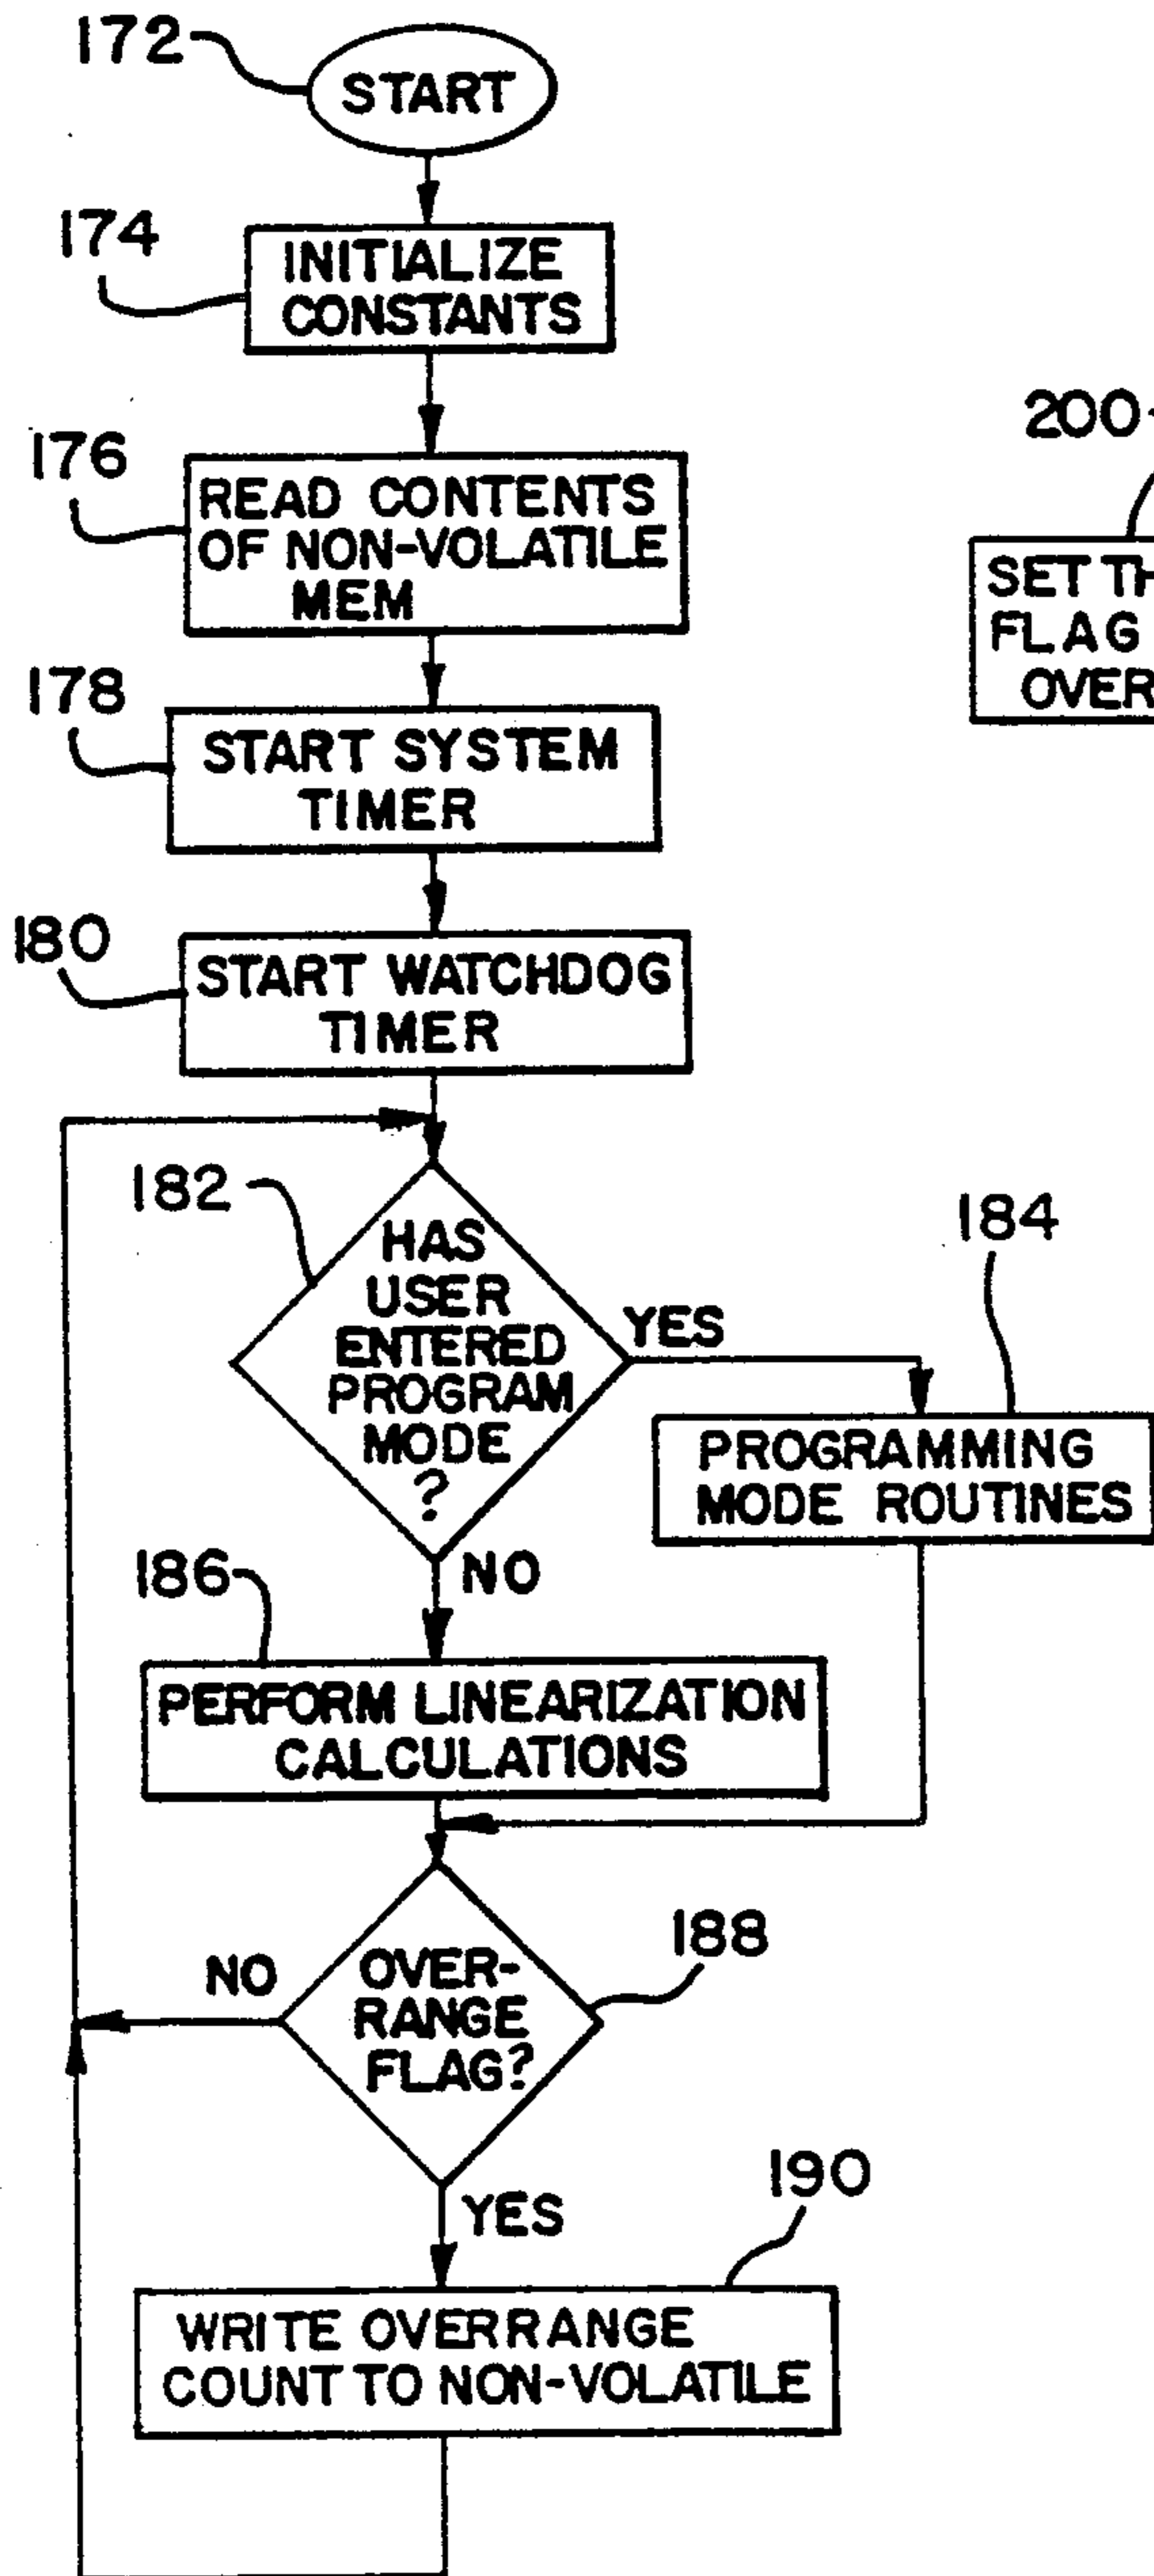 172
START
174
INITIALIZE
CONSTANTS
176
READ CONTENTS
OF NON-VOLATILE
MEM
178
START SYSTEM
TIMER
180
START WATCHDOG
TIMER
182
HAS
USER
ENTERED
PROGRAM
MODE
?
YES
184
PROGRAMMING
MODE ROUTINES
NO
186
PERFORM LINEARIZATION
CALCULATIONS
188
OVER-
RANGE
FLAG?
NO
YES
190
WRITE OVERRANGE
COUNT TO NON-VOLATILE
200
SET
FLAG
OVER